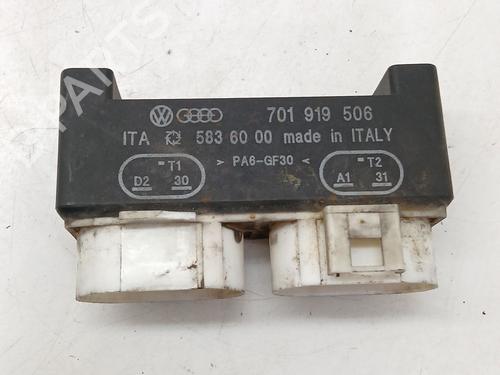 701 919 506
ITA 583 60 00 made in ITALY
T1
D2 30
> PA6-GF30 <
T2
A1 31